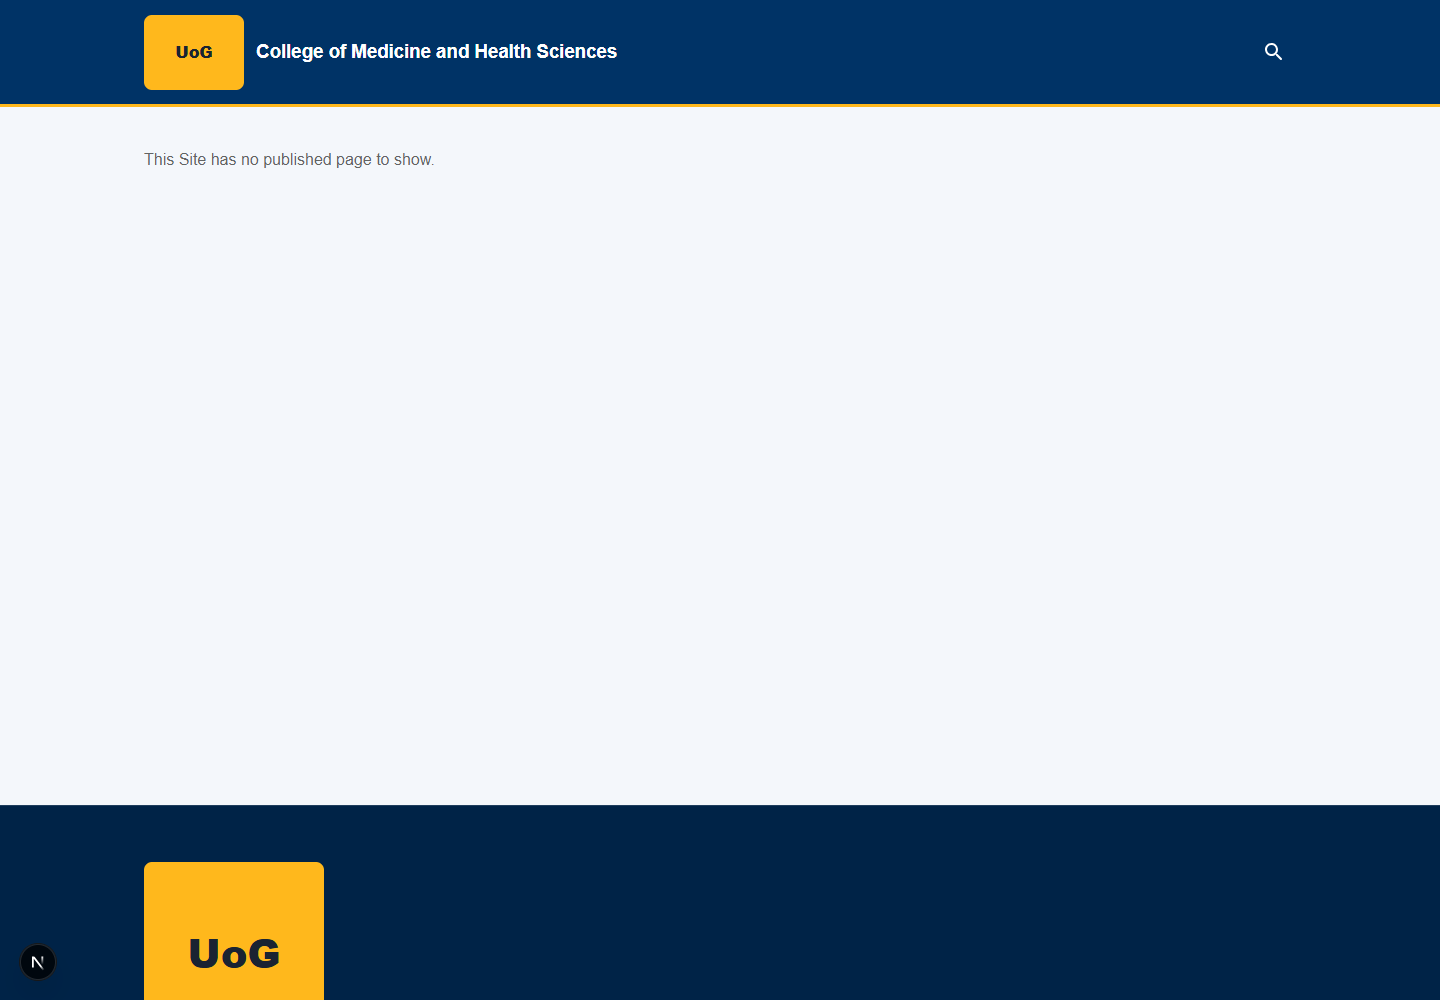 UoG
College of Medicine and Health Sciences
This Site has no published page to show.
UoG
N